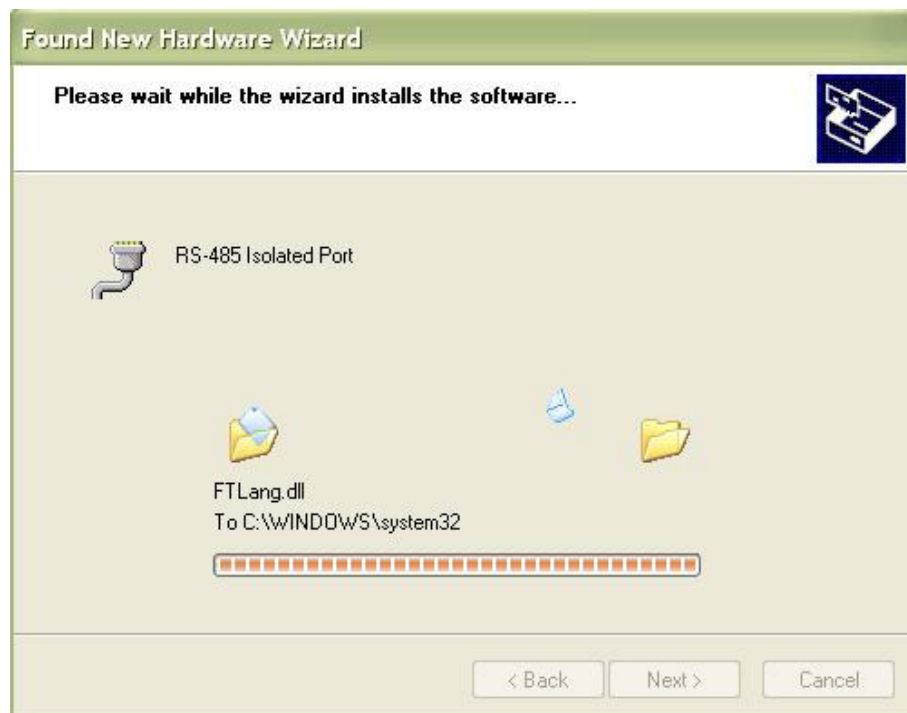 Found New Hardware Wizard
Please wait while the wizard installs the software...
RS-485 Isolated Port
FTLang.dll
To C:\WINDOWS\system32
< Back Next > Cancel